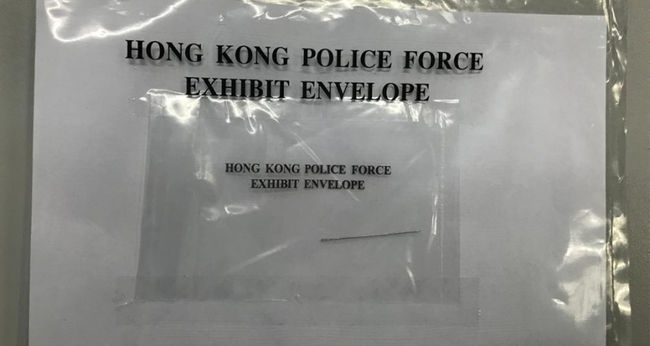 HONG KONG POLICE FORCE
EXHIBIT ENVELOPE
HONG KONG POLICE FORCE
EXHIBIT ENVELOPE